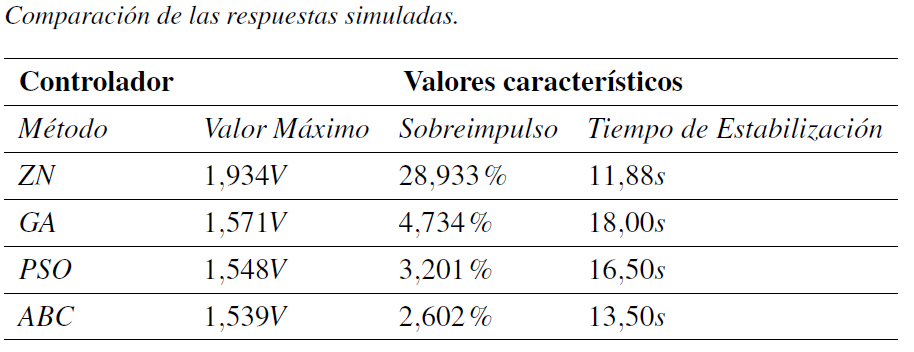 Comparación de las respuestas simuladas.
Controlador Valores característicos
Método Valor Máximo Sobreimpulso Tiempo de Estabilización
ZN 1,934V 28,933 % 11,88s
GA 1,571V 4,734 % 18,00s
PSO 1,548V 3,201 % 16,50s
ABC 1,539V 2,602 % 13,50s